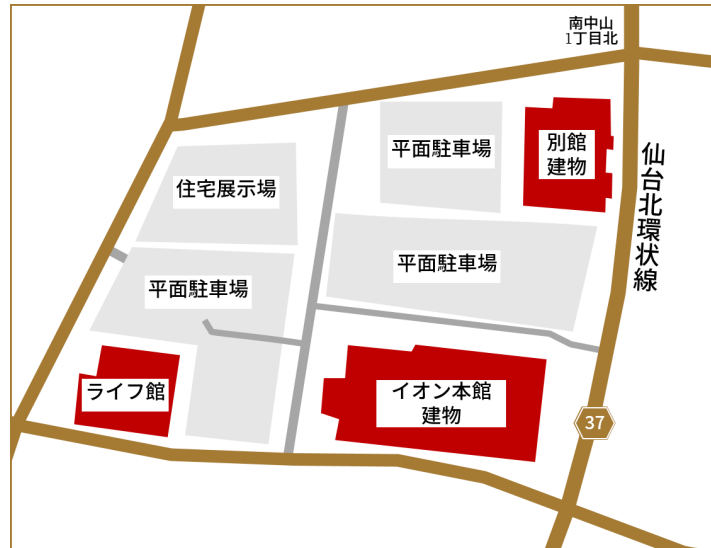 南中山
1丁目北
別館
建物
平面駐車場
仙台北環状線
住宅展示場
平面駐車場
平面駐車場
ライフ館
イオン本館
建物
37